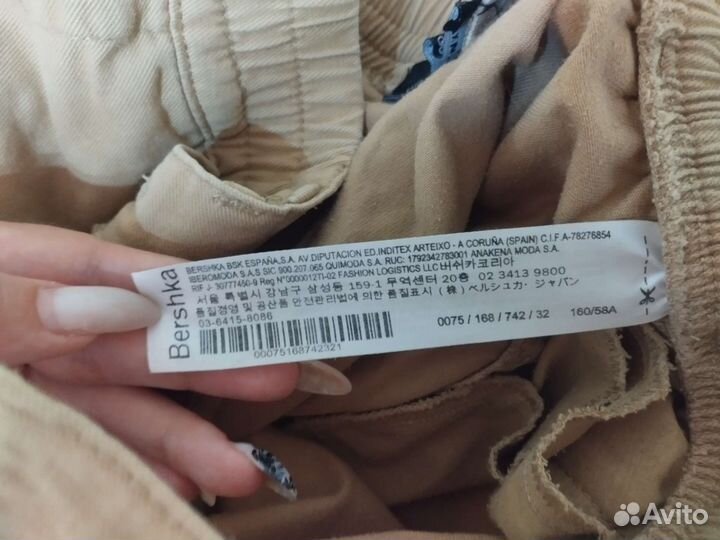 Bershka
BERSHKA BSK ESPAÑA,S.A. AV.DIPUTACION ED.INDITEX ARTEIXO - A CORUÑA (SPAIN) C.I.F.A-78276854
IBEROMODA S.A.S SIC 900.207.065 QUIMODA S.A. RUC: 1792342783001 ANAKENA MODA S.A.
RIF J- 30777450-9 Reg N°0000012TI-02 FASHION LOGISTICS LLC버쉬카코리아
서울 특별시 강남구 삼성동 159-1 무역센터 20층 02 3413 9800
품질경영 및 공산품 안전관리법에 의한 품질표시 (株) ベルシュカ・ジャパン
03-6415-8086
0075 / 168 / 742 / 32 160/58A
00075168742321
Avito